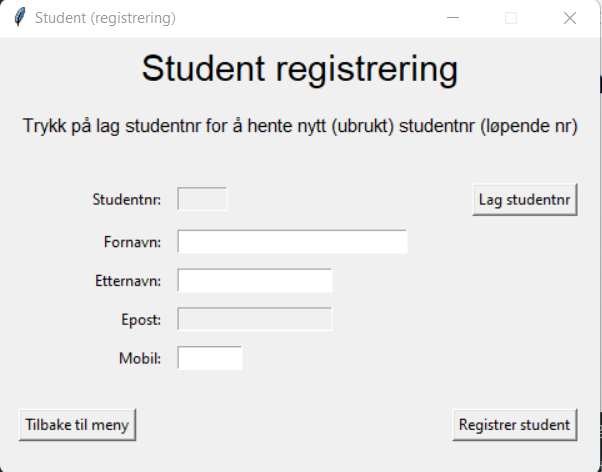 Student (registrering)
Student registrering
Trykk på lag studentnr for å hente nytt (ubrukt) studentnr (løpende nr)
Studentnr:
Lag studentnr
Fornavn:
Etternavn:
Epost:
Mobil:
Tilbake til meny
Registrer student